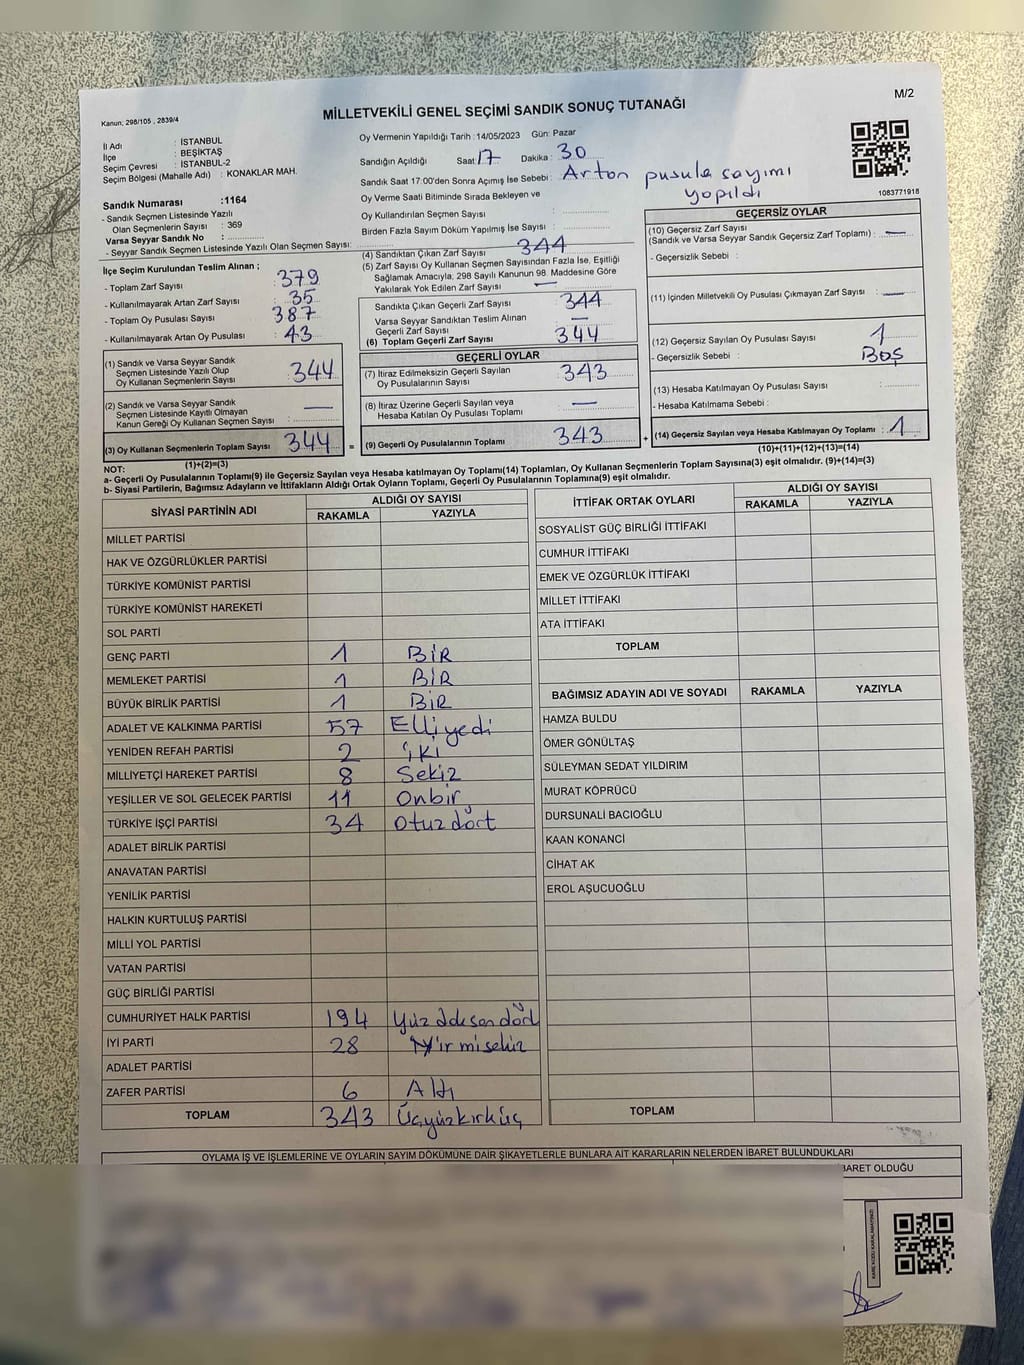 M/2
MİLLETVEKİLİ GENEL SEÇİMİ SANDIK SONUÇ TUTANAĞI
Kanun: 298/105 , 2839/4
İl Adı : İSTANBUL
İlçe : BEŞİKTAŞ
Seçim Çevresi : İSTANBUL-2
Seçim Bölgesi (Mahalle Adı) : KONAKLAR MAH.
Sandık Numarası :1164
- Sandık Seçmen Listesinde Yazılı
Olan Seçmenlerin Sayısı : 369
Varsa Seyyar Sandık No :
- Seyyar Sandık Seçmen Listesinde Yazılı Olan Seçmen Sayısı:
Oy Vermenin Yapıldığı Tarih : 14/05/2023 Gün: Pazar
Sandığın Açıldığı Saat: 17 Dakika : 30
Sandık Saat 17:00'den Sonra Açılmış İse Sebebi : Arton pusula sayımı
yapıldı
Oy Verme Saati Bitiminde Sırada Bekleyen ve
Oy Kullandırılan Seçmen Sayısı :
Birden Fazla Sayım Döküm Yapılmış İse Sayısı :
1083771918
İlçe Seçim Kurulundan Teslim Alınan ;
- Toplam Zarf Sayısı : 379
- Kullanılmayarak Artan Zarf Sayısı : 35
- Toplam Oy Pusulası Sayısı : 387
- Kullanılmayarak Artan Oy Pusulası : 43
(1) Sandık ve Varsa Seyyar Sandık
Seçmen Listesinde Yazılı Olup
Oy Kullanan Seçmenlerin Sayısı : 344
(2) Sandık ve Varsa Seyyar Sandık
Seçmen Listesinde Kayıtlı Olmayan
Kanun Gereği Oy Kullanan Seçmen Sayısı : —
(3) Oy Kullanan Seçmenlerin Toplam Sayısı : 344
(1)+(2)=(3)
(4) Sandıktan Çıkan Zarf Sayısı : 344
(5) Zarf Sayısı Oy Kullanan Seçmen Sayısından Fazla İse, Eşitliği
Sağlamak Amacıyla, 298 Sayılı Kanunun 98. Maddesine Göre
Yakılarak Yok Edilen Zarf Sayısı : —
Sandıkta Çıkan Geçerli Zarf Sayısı : 344
Varsa Seyyar Sandıktan Teslim Alınan
Geçerli Zarf Sayısı : —
(6) Toplam Geçerli Zarf Sayısı : 344
GEÇERLİ OYLAR
(7) İtiraz Edilmeksizin Geçerli Sayılan
Oy Pusulalarının Sayısı : 343
(8) İtiraz Üzerine Geçerli Sayılan veya
Hesaba Katılan Oy Pusulası Toplamı : —
= (9) Geçerli Oy Pusulalarının Toplamı : 343
GEÇERSİZ OYLAR
(10) Geçersiz Zarf Sayısı
(Sandık ve Varsa Seyyar Sandık Geçersiz Zarf Toplamı) : —
- Geçersizlik Sebebi :
(11) İçinden Milletvekili Oy Pusulası Çıkmayan Zarf Sayısı : —
(12) Geçersiz Sayılan Oy Pusulası Sayısı : 1
- Geçersizlik Sebebi : Boş
(13) Hesaba Katılmayan Oy Pusulası Sayısı :
- Hesaba Katılmama Sebebi :
+ (14) Geçersiz Sayılan veya Hesaba Katılmayan Oy Toplamı : 1
(10)+(11)+(12)+(13)=(14)
NOT:
a- Geçerli Oy Pusulalarının Toplamı(9) ile Geçersiz Sayılan veya Hesaba katılmayan Oy Toplamı(14) Toplamları, Oy Kullanan Seçmenlerin Toplam Sayısına(3) eşit olmalıdır. (9)+(14)=(3)
b- Siyasi Partilerin, Bağımsız Adayların ve İttifakların Aldığı Ortak Oyların Toplamı, Geçerli Oy Pusulalarının Toplamına(9) eşit olmalıdır.
SİYASİ PARTİNİN ADI ALDIĞI OY SAYISI
RAKAMLA YAZIYLA
MİLLET PARTİSİ
HAK VE ÖZGÜRLÜKLER PARTİSİ
TÜRKİYE KOMÜNİST PARTİSİ
TÜRKİYE KOMÜNİST HAREKETİ
SOL PARTİ
GENÇ PARTİ 1 BİR
MEMLEKET PARTİSİ 1 BİR
BÜYÜK BİRLİK PARTİSİ 1 BİR
ADALET VE KALKINMA PARTİSİ 57 Elliyedi
YENİDEN REFAH PARTİSİ 2 iki
MİLLİYETÇİ HAREKET PARTİSİ 8 Sekiz
YEŞİLLER VE SOL GELECEK PARTİSİ 11 Onbir
TÜRKİYE İŞÇİ PARTİSİ 34 Otuzdört
ADALET BİRLİK PARTİSİ
ANAVATAN PARTİSİ
YENİLİK PARTİSİ
HALKIN KURTULUŞ PARTİSİ
MİLLİ YOL PARTİSİ
VATAN PARTİSİ
GÜÇ BİRLİĞİ PARTİSİ
CUMHURİYET HALK PARTİSİ 194 Yüz doksan dört
İYİ PARTİ 28 Yirmisekiz
ADALET PARTİSİ
ZAFER PARTİSİ 6 Altı
TOPLAM 343 Üçyüzkırküç
İTTİFAK ORTAK OYLARI ALDIĞI OY SAYISI
RAKAMLA YAZIYLA
SOSYALİST GÜÇ BİRLİĞİ İTTİFAKI
CUMHUR İTTİFAKI
EMEK VE ÖZGÜRLÜK İTTİFAKI
MİLLET İTTİFAKI
ATA İTTİFAKI
TOPLAM
BAĞIMSIZ ADAYIN ADI VE SOYADI RAKAMLA YAZIYLA
HAMZA BULDU
ÖMER GÖNÜLTAŞ
SÜLEYMAN SEDAT YILDIRIM
MURAT KÖPRÜCÜ
DURSUNALİ BACIOĞLU
KAAN KONANCİ
CİHAT AK
EROL AŞUCUOĞLU
TOPLAM
OYLAMA İŞ VE İŞLEMLERİNE VE OYLARIN SAYIM DÖKÜMÜNE DAİR ŞİKAYETLERLE BUNLARA AİT KARARLARIN NELERDEN İBARET BULUNDUKLARI
BARET OLDUĞU
KARE KODU KARALAMAYINIZ!